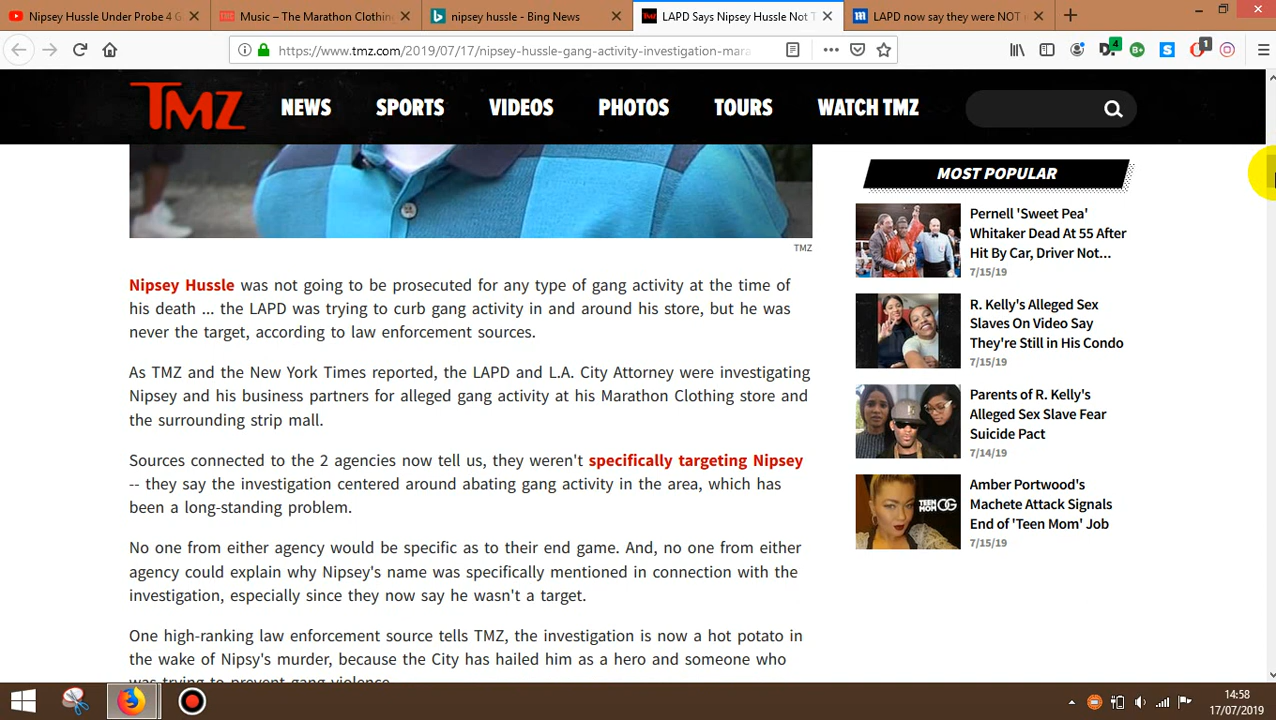 Nipsey Hussle Under Probe 4 G
Music – The Marathon Clothin
nipsey hussle - Bing News
LAPD Says Nipsey Hussle Not T
LAPD now say they were NOT
https://www.tmz.com/2019/07/17/nipsey-hussle-gang-activity-investigation-mara
4
1
TMZ
NEWS
SPORTS
VIDEOS
PHOTOS
TOURS
WATCH TMZ
TMZ
Nipsey Hussle was not going to be prosecuted for any type of gang activity at the time of
his death ... the LAPD was trying to curb gang activity in and around his store, but he was
never the target, according to law enforcement sources.
As TMZ and the New York Times reported, the LAPD and L.A. City Attorney were investigating
Nipsey and his business partners for alleged gang activity at his Marathon Clothing store and
the surrounding strip mall.
Sources connected to the 2 agencies now tell us, they weren't specifically targeting Nipsey
-- they say the investigation centered around abating gang activity in the area, which has
been a long-standing problem.
No one from either agency would be specific as to their end game. And, no one from either
agency could explain why Nipsey's name was specifically mentioned in connection with the
investigation, especially since they now say he wasn't a target.
One high-ranking law enforcement source tells TMZ, the investigation is now a hot potato in
the wake of Nipsy's murder, because the City has hailed him as a hero and someone who
was trying to prevent gang violence
MOST POPULAR
Pernell 'Sweet Pea'
Whitaker Dead At 55 After
Hit By Car, Driver Not...
7/15/19
R. Kelly's Alleged Sex
Slaves On Video Say
They're Still in His Condo
7/15/19
Parents of R. Kelly's
Alleged Sex Slave Fear
Suicide Pact
7/14/19
TEEN
MOM OG
Amber Portwood's
Machete Attack Signals
End of 'Teen Mom' Job
7/15/19
14:58
17/07/2019